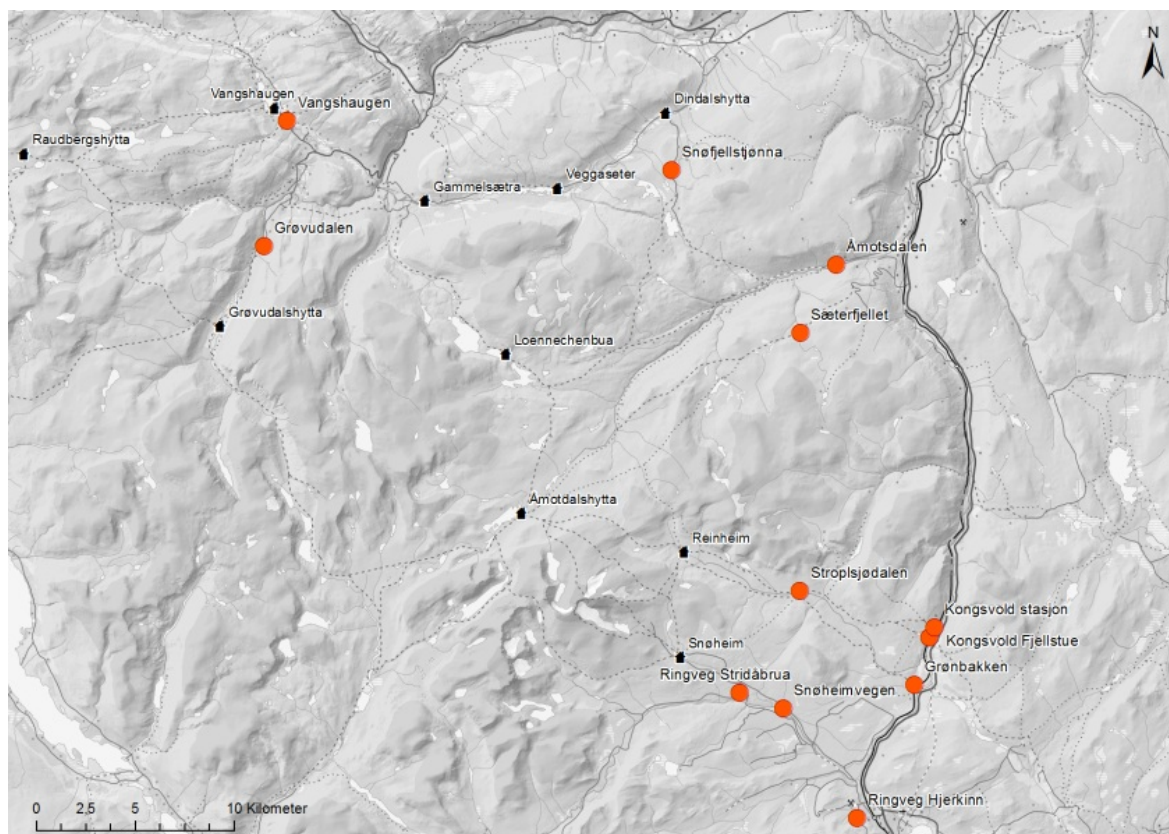 N
Vangshaugen
Vangshaugen
Dindalshytta
Raudbergshytta
Snøfjellstjønna
Veggaseter
Gammelsætra
Grøvudalen
Åmotsdalen
Grøvudalshytta
Sæterfjellet
Loennechenbua
Åmotdalshytta
Reinheim
Stroplsjødalen
Kongsvold stasjon
Kongsvold Fjellstue
Snøheim
Grønbakken
Ringveg Stridåbrua
Snøheimvegen
Ringveg Hjerkinn
0 2,5 5 10 Kilometer